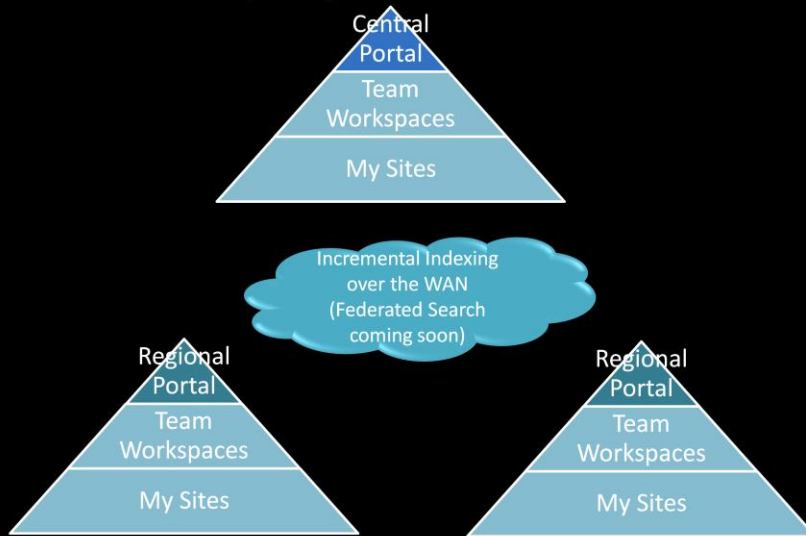 Central
Portal
Team
Workspaces
My Sites
Incremental Indexing
over the WAN
(Federated Search
coming soon)
Regional
Portal
Team
Workspaces
My Sites
Regional
Portal
Team
Workspaces
My Sites